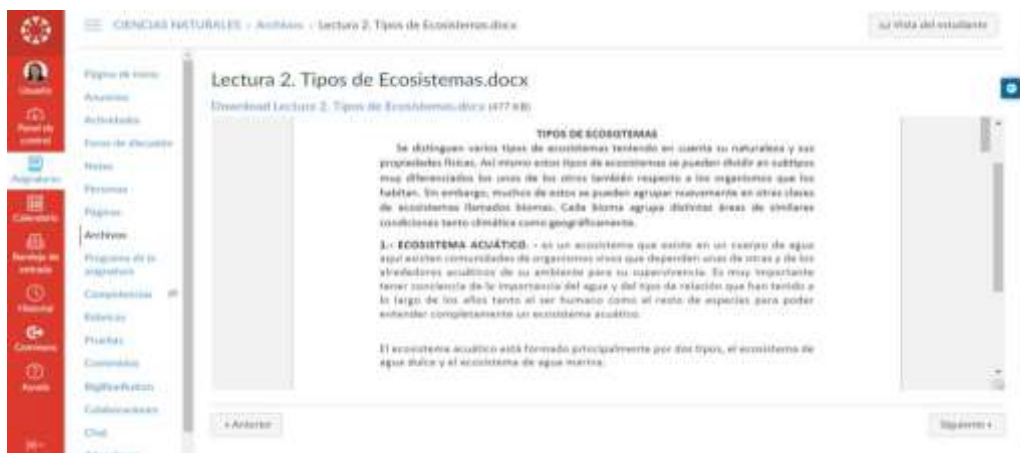 CIENCIAS NATURALES › Archivos › Lectura 2. Tipos de Ecosistemas.docx
Vista del estudiante
Usuario
Panel de control
Asignaturas
Calendario
Bandeja de entrada
Historial
Commons
Ayuda
Página de Inicio
Anuncios
Actividades
Foros de discusión
Notas
Personas
Páginas
Archivos
Programa de la
asignatura
Competencias
Rúbricas
Pruebas
Contenidos
BigBlueButton
Colaboraciones
Chat
Lectura 2. Tipos de Ecosistemas.docx
Download Lectura 2. Tipos de Ecosistemas.docx (477 KB)
TIPOS DE ECOSISTEMAS
Se distinguen varios tipos de ecosistemas teniendo en cuenta su naturaleza y sus
propiedades físicas. Así mismo estos tipos de ecosistemas se pueden dividir en subtipos
muy diferenciados los unos de los otros también respecto a los organismos que los
habitan. Sin embargo, muchos de estos se pueden agrupar nuevamente en otras clases
de ecosistemas llamados biomas. Cada bioma agrupa distintas áreas de similares
condiciones tanto climática como geográficamente.
1.- ECOSISTEMA ACUÁTICO. - es un ecosistema que existe en un cuerpo de agua
aquí existen comunidades de organismos vivos que dependen unas de otras y de los
alrededores acuáticos de su ambiente para su supervivencia. Es muy importante
tener conciencia de la importancia del agua y del tipo de relación que han tenido a
lo largo de los años tanto el ser humano como el resto de especies para poder
entender completamente un ecosistema acuático.
El ecosistema acuático está formado principalmente por dos tipos, el ecosistema de
agua dulce y el ecosistema de agua marina.
‹ Anterior
Siguiente ›